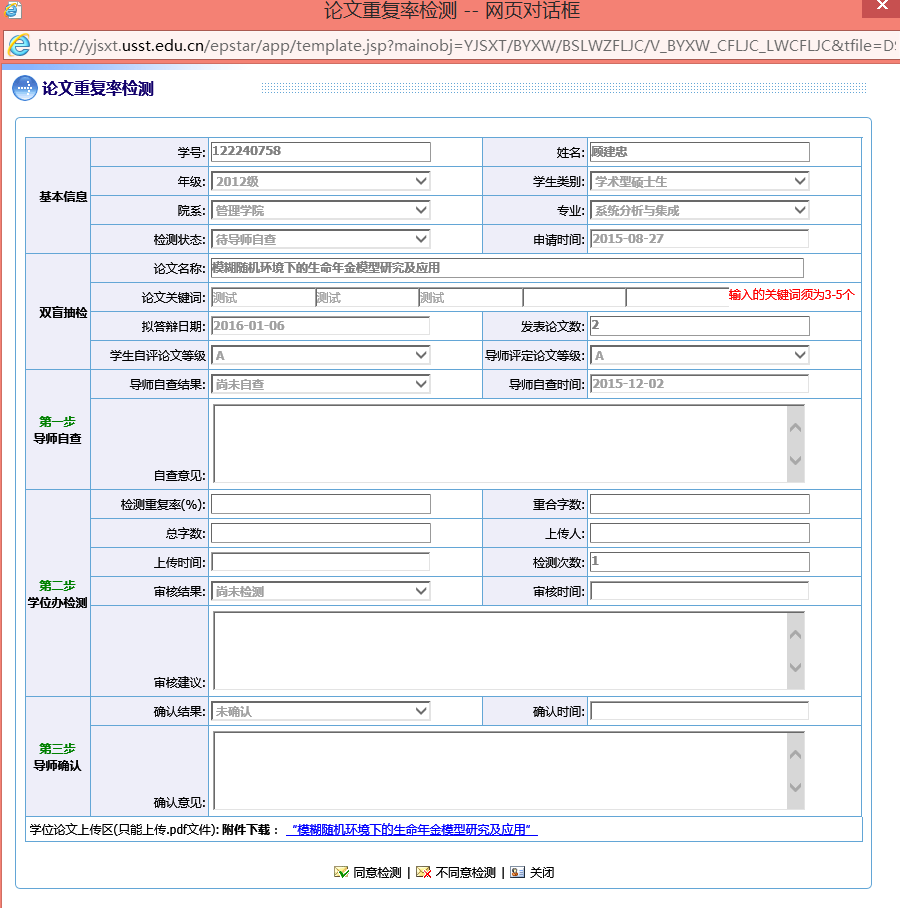 论文重复率检测 -- 网页对话框
http://yjsxt.usst.edu.cn/epstar/app/template.jsp?mainobj=YJSXT/BYXW/BSLWZFLJC/V_BYXW_CFLJC_LWCFLJC&tfile=D
论文重复率检测
基本信息
学号: 122240758 姓名: 顾建忠
年级: 2012级 学生类别: 学术型硕士生
院系: 管理学院 专业: 系统分析与集成
检测状态: 待导师自查 申请时间: 2015-08-27
双盲抽检
论文名称: 模糊随机环境下的生命年金模型研究及应用
论文关键词: 测试 测试 测试 输入的关键词须为3-5个
拟答辩日期: 2016-01-06 发表论文数: 2
学生自评论文等级 A 导师评定论文等级: A
第一步
导师自查
导师自查结果: 尚未自查 导师自查时间: 2015-12-02
自查意见:
第二步
学位办检测
检测重复率(%): 重合字数:
总字数: 上传人:
上传时间: 检测次数: 1
审核结果: 尚未检测 审核时间:
审核建议:
第三步
导师确认
确认结果: 未确认 确认时间:
确认意见:
学位论文上传区(只能上传.pdf文件): 附件下载： “模糊随机环境下的生命年金模型研究及应用”
同意检测 | 不同意检测 | 关闭